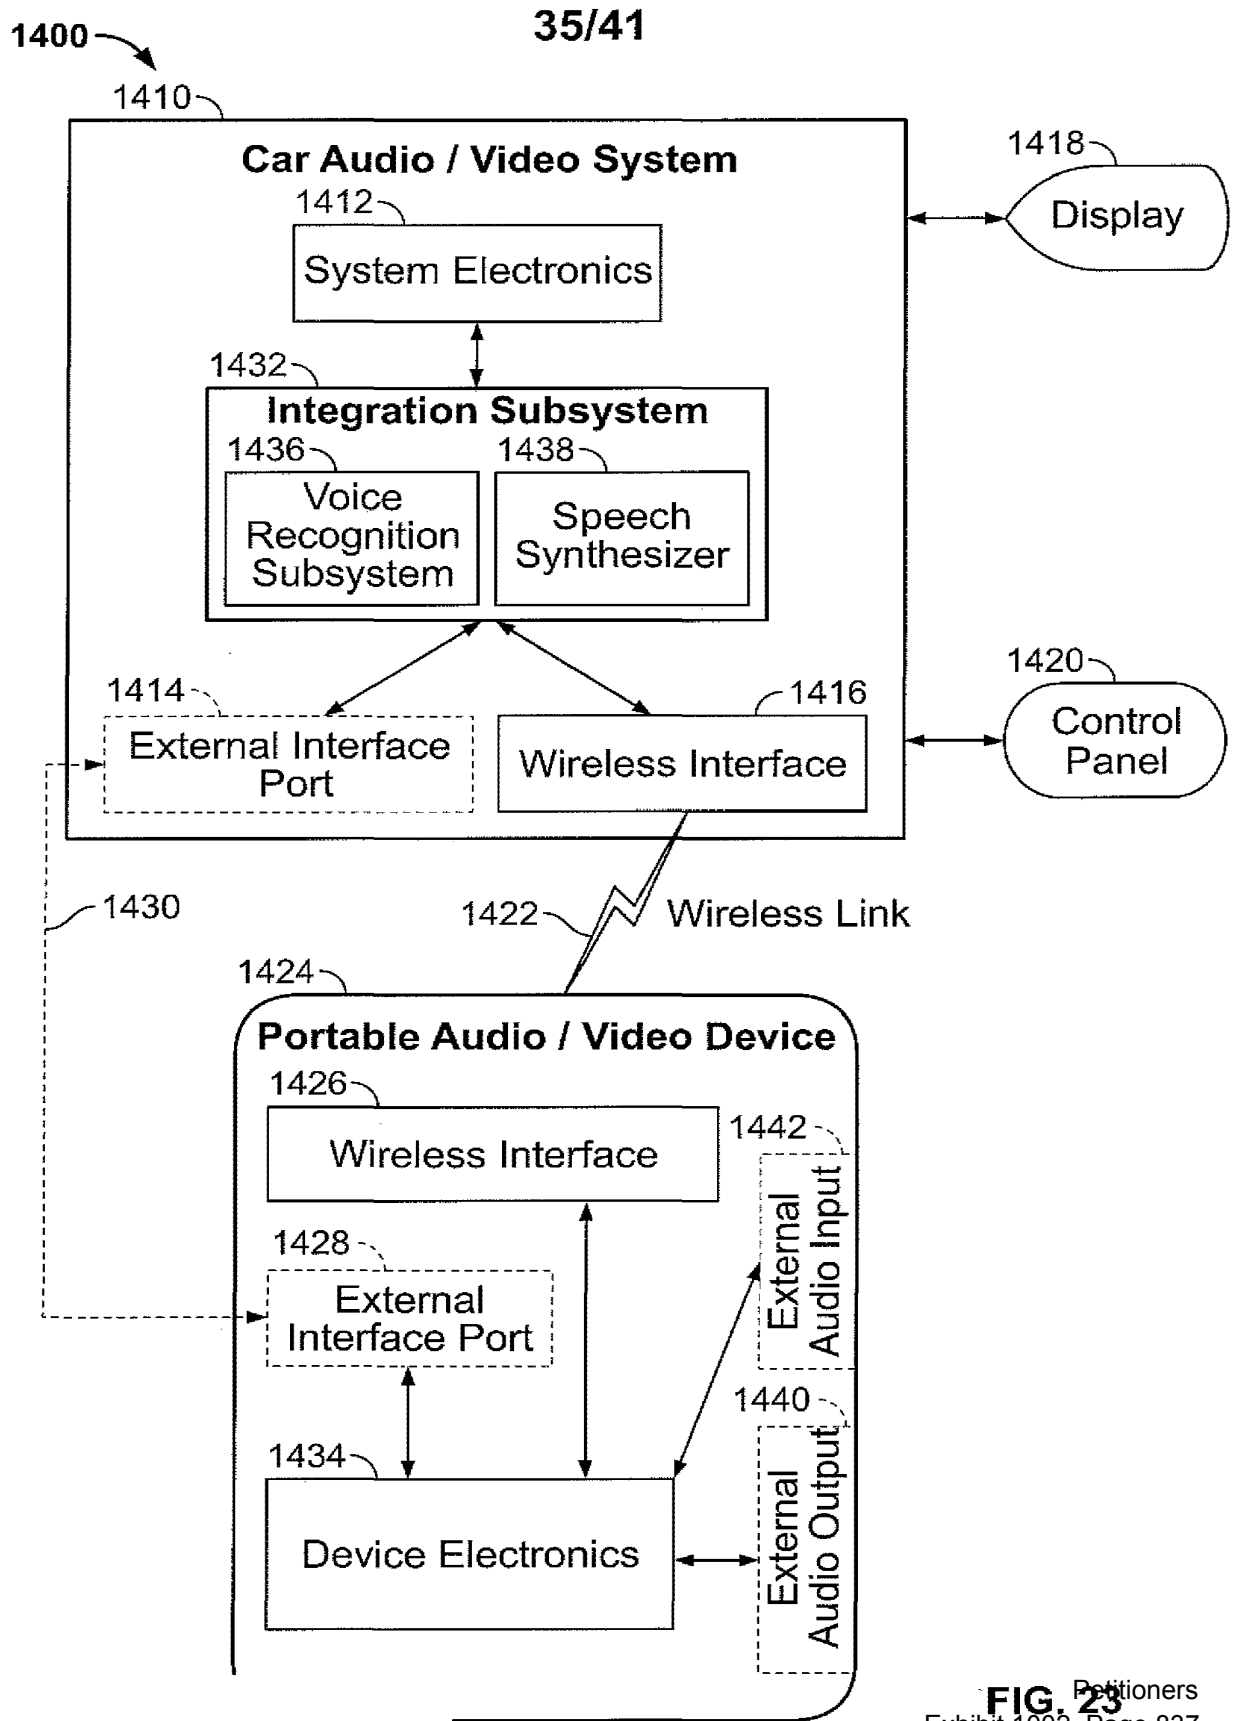 35/41
1400
1410
Car Audio / Video System
1412
System Electronics
1432
Integration Subsystem
1436
Voice
Recognition
Subsystem
1438
Speech
Synthesizer
1414
External Interface
Port
1416
Wireless Interface
1418
Display
1420
Control
Panel
1430
1422
Wireless Link
1424
Portable Audio / Video Device
1426
Wireless Interface
1442
External
Audio Input
1428
External
Interface Port
1440
External
Audio Output
1434
Device Electronics
FIG. 23
Petitioners